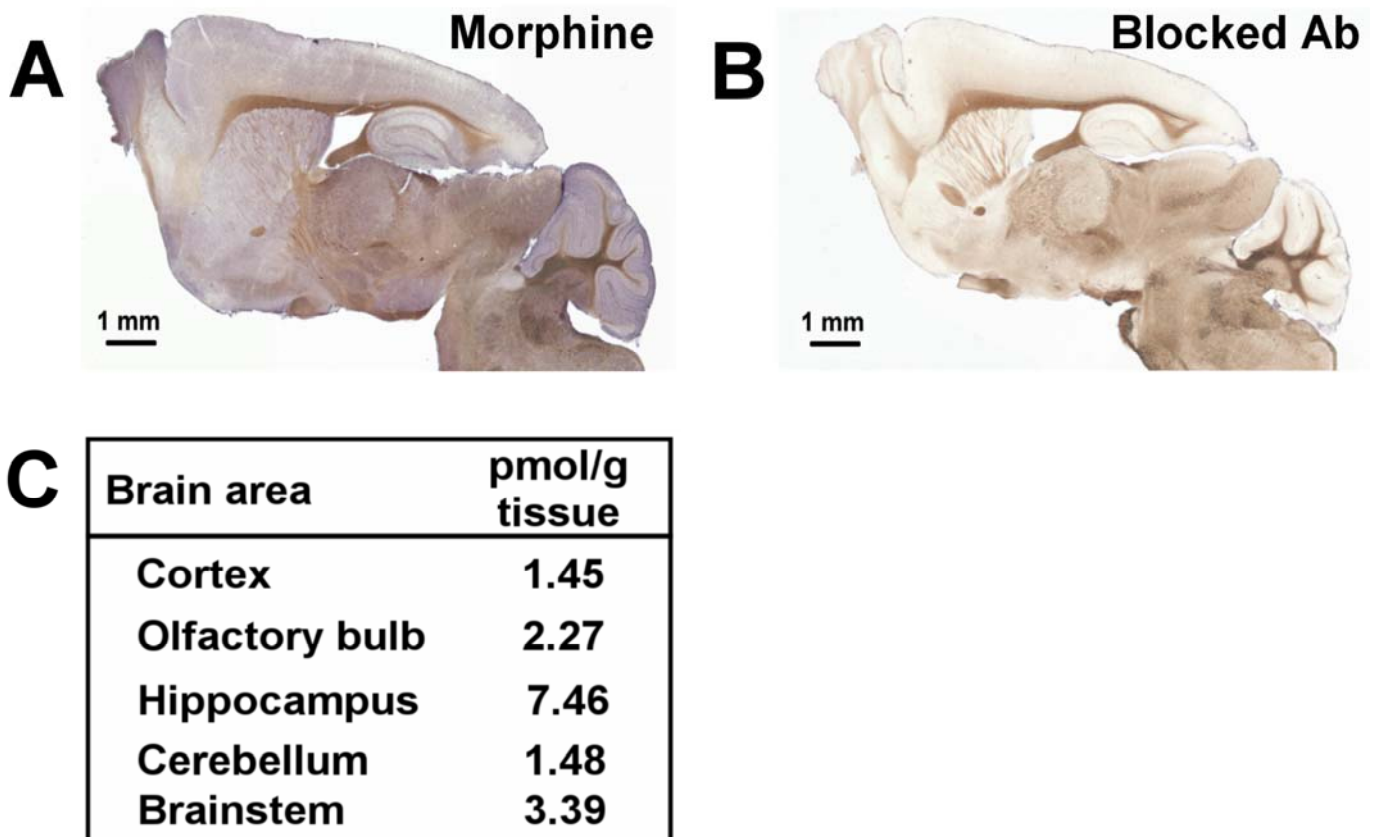 A
Morphine
1 mm
B
Blocked Ab
1 mm
C
Brain area
pmol/g
tissue
Cortex 1.45
Olfactory bulb 2.27
Hippocampus 7.46
Cerebellum 1.48
Brainstem 3.39